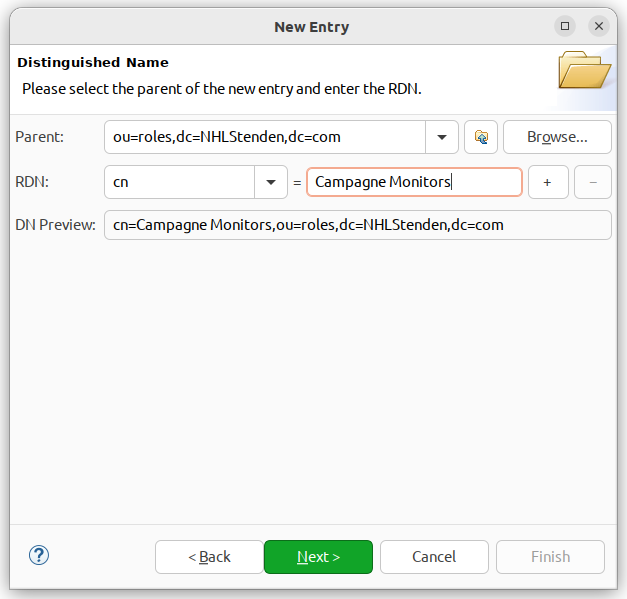 New Entry
Distinguished Name
Please select the parent of the new entry and enter the RDN.
Parent: ou=roles,dc=NHLStenden,dc=com Browse...
RDN: cn = Campagne Monitors + -
DN Preview: cn=Campagne Monitors,ou=roles,dc=NHLStenden,dc=com
? < Back Next > Cancel Finish